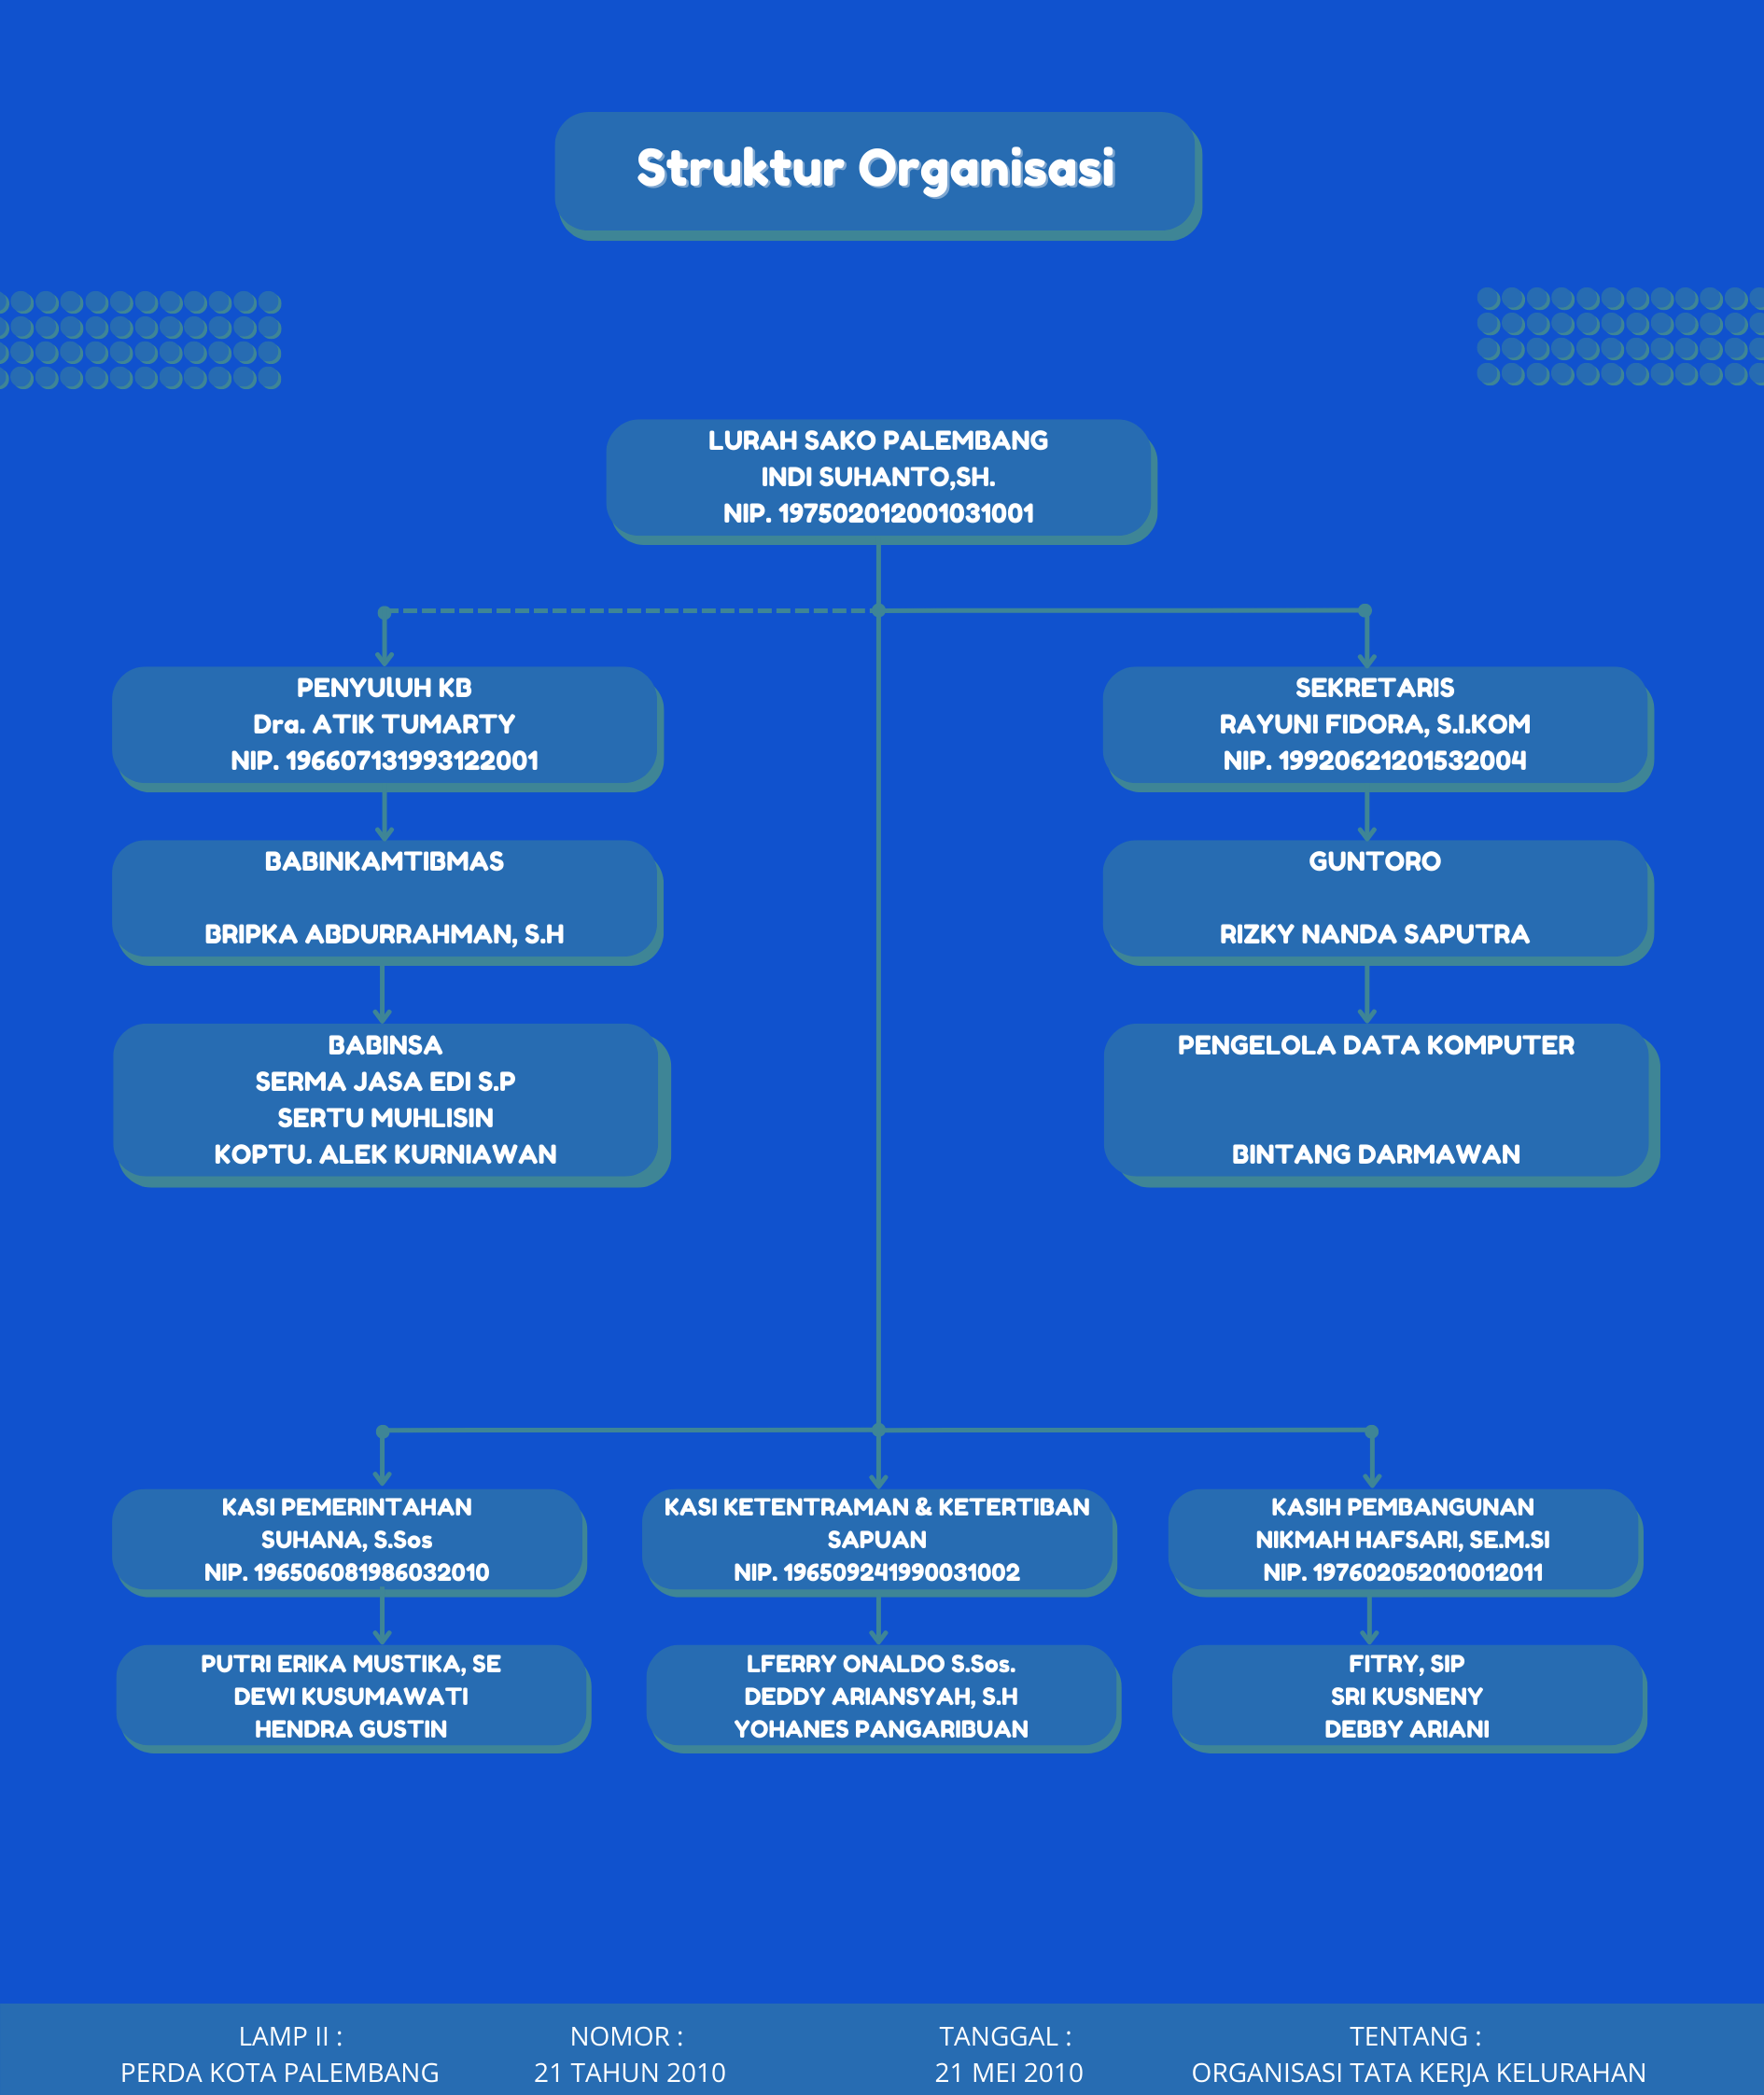 Struktur Organisasi
LURAH SAKO PALEMBANG
INDI SUHANTO,SH.
NIP. 197502012001031001
PENYUlUH KB
Dra. ATIK TUMARTY
NIP. 196607131993122001
SEKRETARIS
RAYUNI FIDORA, S.I.KOM
NIP. 19920621201532004
BABINKAMTIBMAS
BRIPKA ABDURRAHMAN, S.H
GUNTORO
RIZKY NANDA SAPUTRA
BABINSA
SERMA JASA EDI S.P
SERTU MUHLISIN
KOPTU. ALEK KURNIAWAN
PENGELOLA DATA KOMPUTER
BINTANG DARMAWAN
KASI PEMERINTAHAN
SUHANA, S.Sos
NIP. 196506081986032010
KASI KETENTRAMAN & KETERTIBAN
SAPUAN
NIP. 196509241990031002
KASIH PEMBANGUNAN
NIKMAH HAFSARI, SE.M.SI
NIP. 197602052010012011
PUTRI ERIKA MUSTIKA, SE
DEWI KUSUMAWATI
HENDRA GUSTIN
LFERRY ONALDO S.Sos.
DEDDY ARIANSYAH, S.H
YOHANES PANGARIBUAN
FITRY, SIP
SRI KUSNENY
DEBBY ARIANI
LAMP II :
PERDA KOTA PALEMBANG
NOMOR :
21 TAHUN 2010
TANGGAL :
21 MEI 2010
TENTANG :
ORGANISASI TATA KERJA KELURAHAN